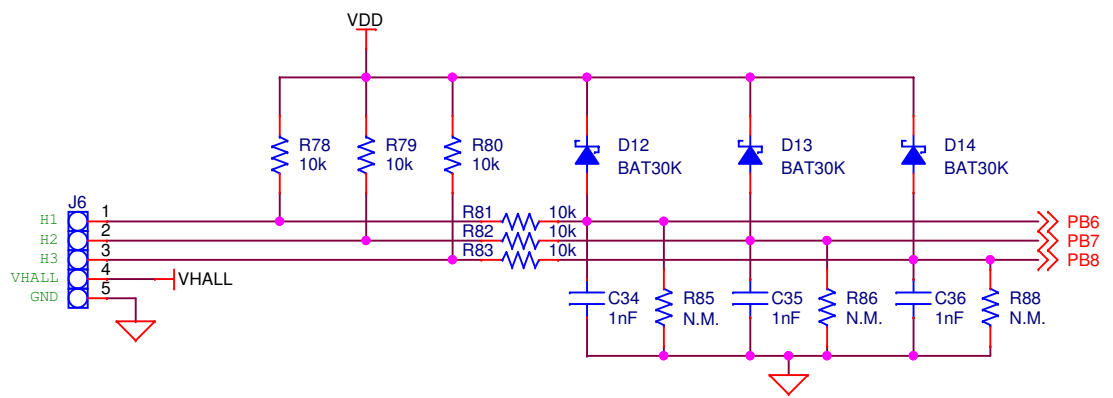 VDD
R78
10k
R79
10k
R80
10k
D12
BAT30K
D13
BAT30K
D14
BAT30K
J6
H1 1 R81 10k PB6
H2 2 R82 10k PB7
H3 3 R83 10k PB8
VHALL 4 VHALL
GND 5
C34
1nF
R85
N.M.
C35
1nF
R86
N.M.
C36
1nF
R88
N.M.